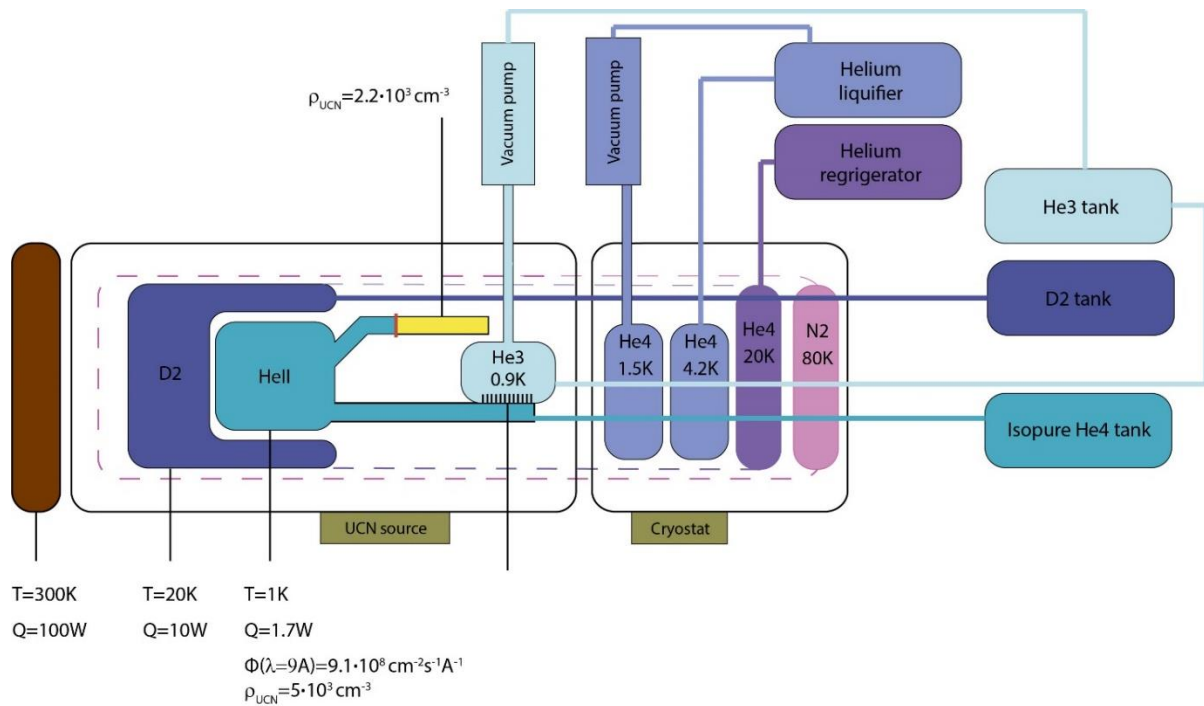 Vacuum pump
Vacuum pump
Helium
liquifier
ρUCN=2.2•10³ cm⁻³
Helium
regrigerator
He3 tank
D2 tank
He4
20K
N2
80K
He4
1.5K
He4
4.2K
He3
0.9K
D2
HeII
Isopure He4 tank
UCN source
Cryostat
T=300K
T=20K
T=1K
Q=100W
Q=10W
Q=1.7W
Φ(λ=9A)=9.1•10⁸ cm⁻²s⁻¹A⁻¹
ρUCN=5•10³ cm⁻³